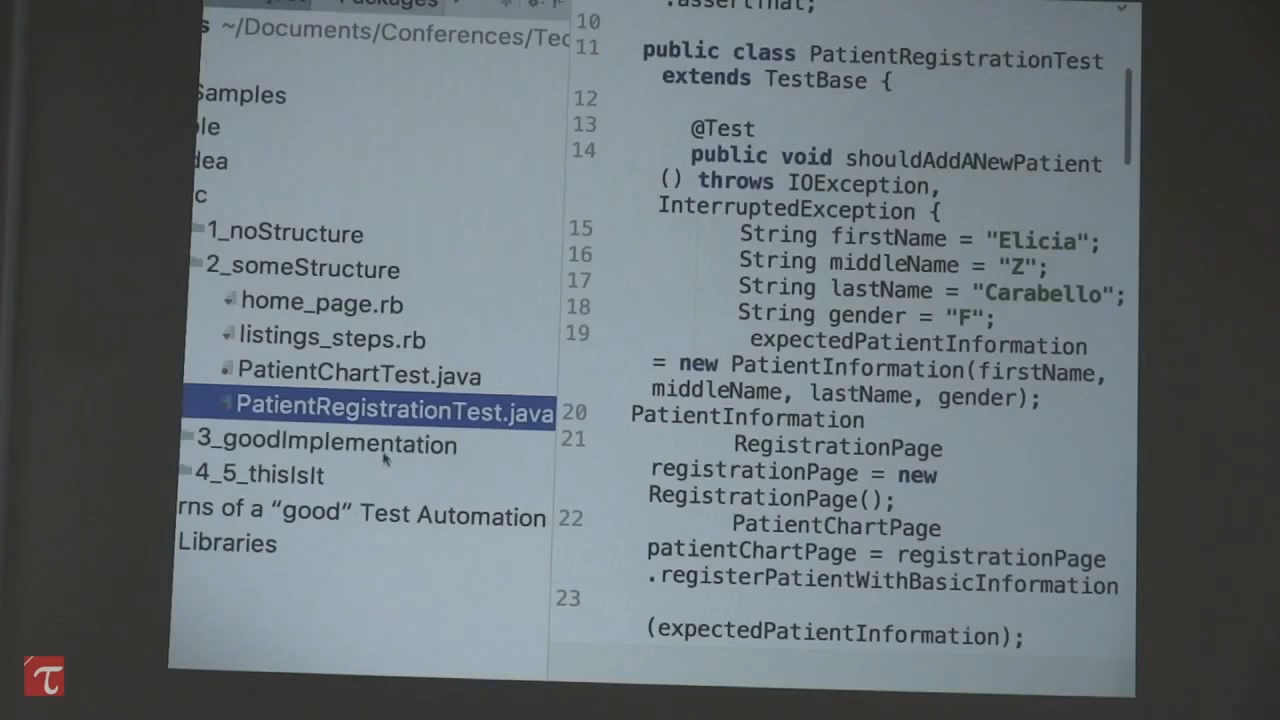 Packages
~/Documents/Conferences/Tec
Samples
1_noStructure
2_someStructure
home_page.rb
listings_steps.rb
PatientChartTest.java
PatientRegistrationTest.java
3_goodImplementation
4_5_thisIsIt
rns of a “good” Test Automation
Libraries
.assertThat;
10
11 public class PatientRegistrationTest
extends TestBase {
12
13 @Test
14 public void shouldAddANewPatient
() throws IOException,
InterruptedException {
15 String firstName = "Elicia";
16 String middleName = "Z";
17 String lastName = "Carabello";
18 String gender = "F";
19 expectedPatientInformation
= new PatientInformation(firstName,
middleName, lastName, gender);
20 PatientInformation
21 RegistrationPage
registrationPage = new
RegistrationPage();
22 PatientChartPage
patientChartPage = registrationPage
.registerPatientWithBasicInformation
23
(expectedPatientInformation);
τ